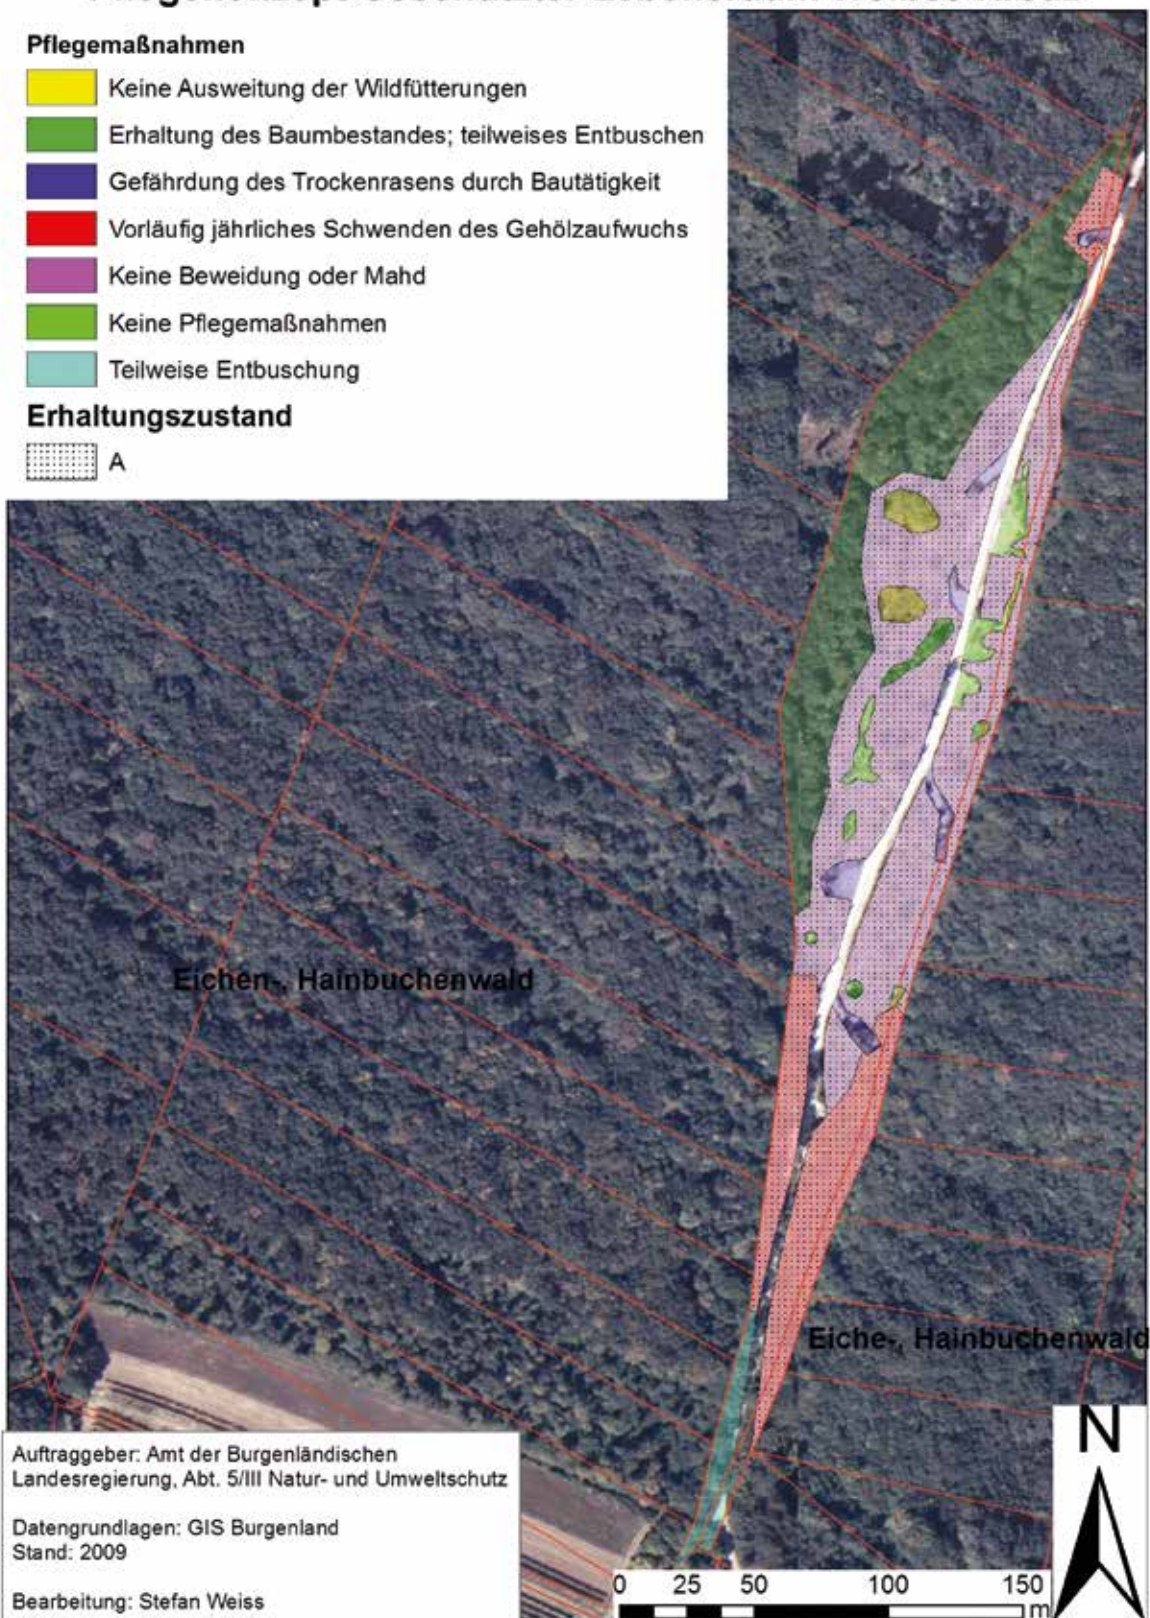 Pflegemaßnahmen
Keine Ausweitung der Wildfütterungen
Erhaltung des Baumbestandes; teilweises Entbuschen
Gefährdung des Trockenrasens durch Bautätigkeit
Vorläufig jährliches Schwenden des Gehölzaufwuchs
Keine Beweidung oder Mahd
Keine Pflegemaßnahmen
Teilweise Entbuschung
Erhaltungszustand
A
Eichen-, Hainbuchenwald
Eiche-, Hainbuchenwald
N
Auftraggeber: Amt der Burgenländischen
Landesregierung, Abt. 5/III Natur- und Umweltschutz
Datengrundlagen: GIS Burgenland
Stand: 2009
Bearbeitung: Stefan Weiss
0 25 50 100 150
m